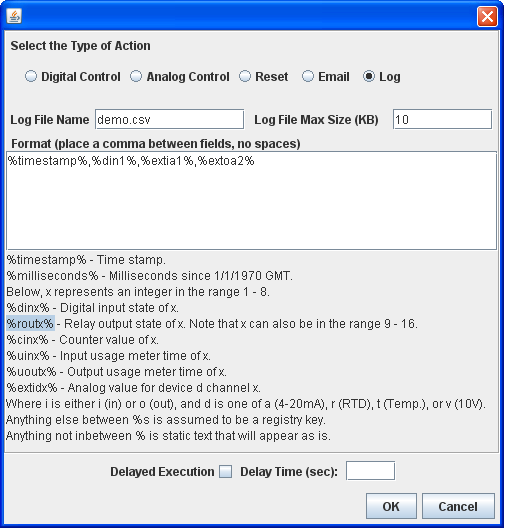 Select the Type of Action
Digital Control Analog Control Reset Email Log
Log File Name demo.csv Log File Max Size (KB) 10
Format (place a comma between fields, no spaces)
%timestamp%,%din1%,%extia1%,%extoa2%
%timestamp% - Time stamp.
%milliseconds% - Milliseconds since 1/1/1970 GMT.
Below, x represents an integer in the range 1 - 8.
%dinx% - Digital input state of x.
%routx% - Relay output state of x. Note that x can also be in the range 9 - 16.
%cinx% - Counter value of x.
%uinx% - Input usage meter time of x.
%uoutx% - Output usage meter time of x.
%extidx% - Analog value for device d channel x.
Where i is either i (in) or o (out), and d is one of a (4-20mA), r (RTD), t (Temp.), or v (10V).
Anything else between %s is assumed to be a registry key.
Anything not inbetween % is static text that will appear as is.
Delayed Execution Delay Time (sec):
OK Cancel